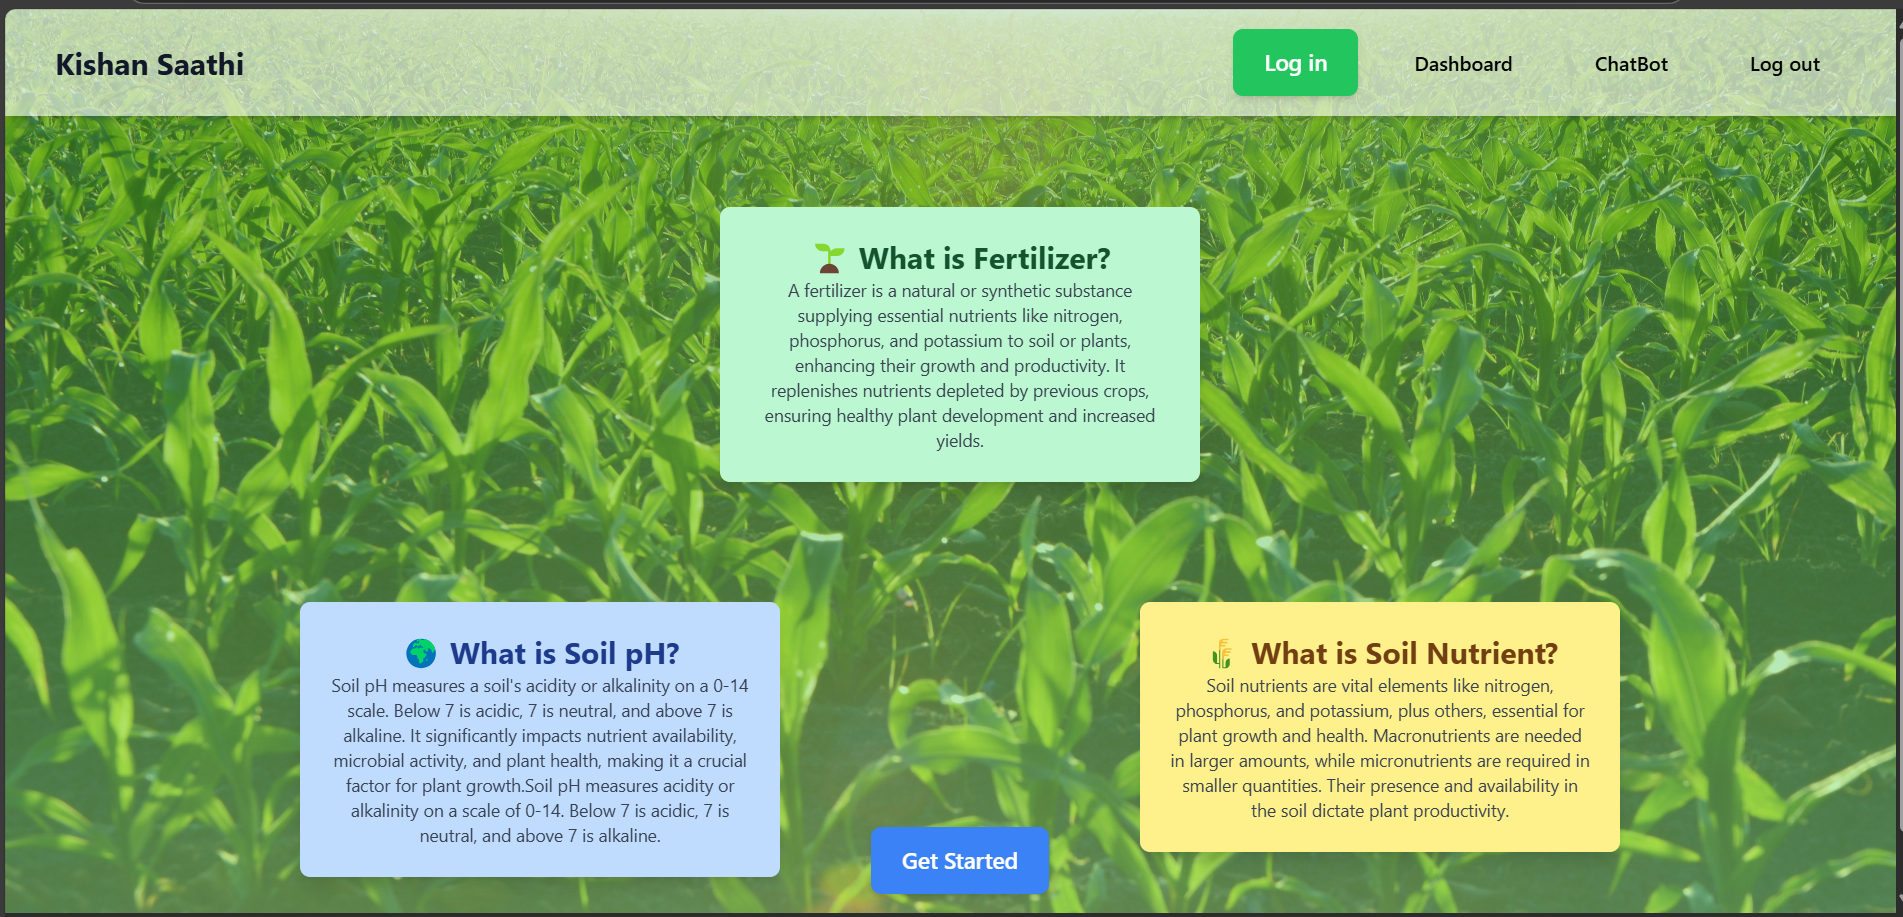 Kishan Saathi
Log in
Dashboard
ChatBot
Log out
What is Fertilizer?
A fertilizer is a natural or synthetic substance
supplying essential nutrients like nitrogen,
phosphorus, and potassium to soil or plants,
enhancing their growth and productivity. It
replenishes nutrients depleted by previous crops,
ensuring healthy plant development and increased
yields.
What is Soil pH?
Soil pH measures a soil's acidity or alkalinity on a 0-14
scale. Below 7 is acidic, 7 is neutral, and above 7 is
alkaline. It significantly impacts nutrient availability,
microbial activity, and plant health, making it a crucial
factor for plant growth.Soil pH measures acidity or
alkalinity on a scale of 0-14. Below 7 is acidic, 7 is
neutral, and above 7 is alkaline.
What is Soil Nutrient?
Soil nutrients are vital elements like nitrogen,
phosphorus, and potassium, plus others, essential for
plant growth and health. Macronutrients are needed
in larger amounts, while micronutrients are required in
smaller quantities. Their presence and availability in
the soil dictate plant productivity.
Get Started